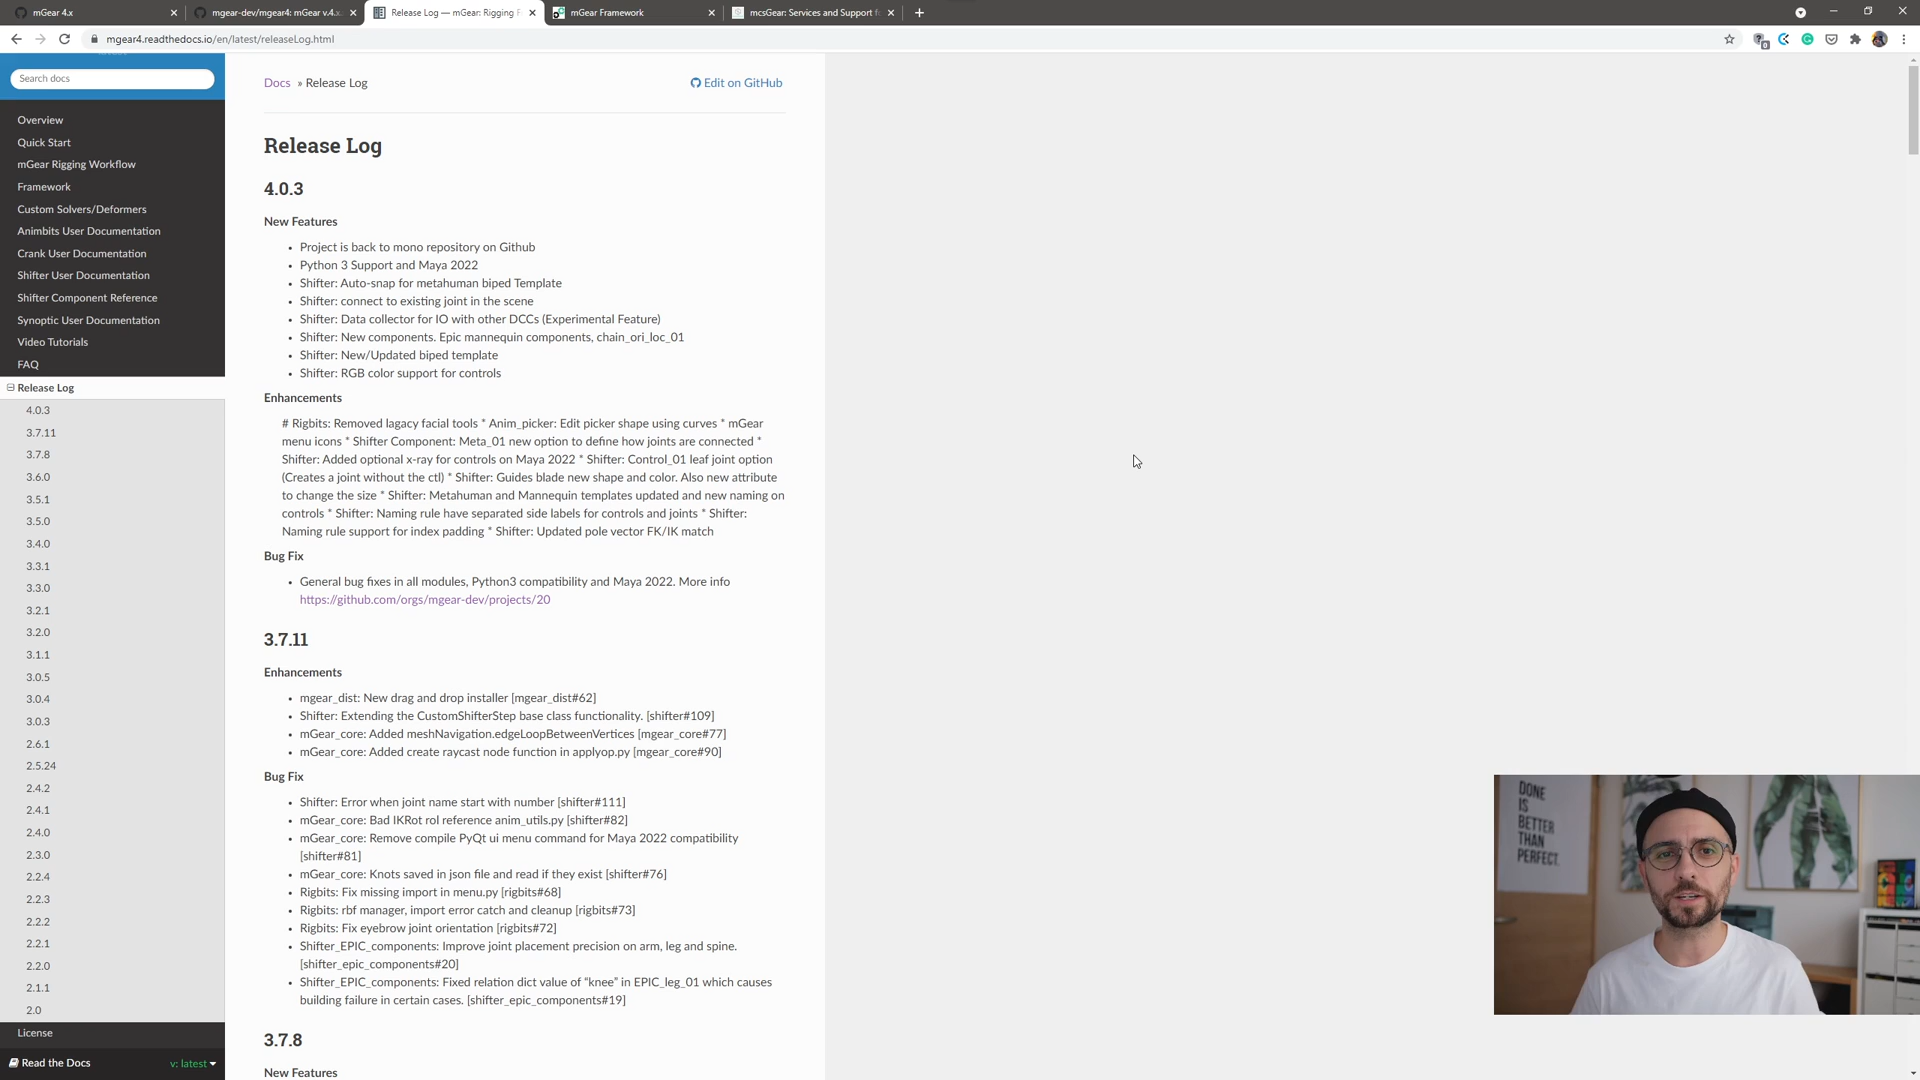 mGear 4.x
mgear-dev/mgear4: mGear v.4.x.
Release Log — mGear: Rigging F
mGear Framework
mcsGear: Services and Support f
mgear4.readthedocs.io/en/latest/releaseLog.html
Search docs
Overview
Quick Start
mGear Rigging Workflow
Framework
Custom Solvers/Deformers
Animbits User Documentation
Crank User Documentation
Shifter User Documentation
Shifter Component Reference
Synoptic User Documentation
Video Tutorials
FAQ
Release Log
4.0.3
3.7.11
3.7.8
3.6.0
3.5.1
3.5.0
3.4.0
3.3.1
3.3.0
3.2.1
3.2.0
3.1.1
3.0.5
3.0.4
3.0.3
2.6.1
2.5.24
2.4.2
2.4.1
2.4.0
2.3.0
2.2.4
2.2.3
2.2.2
2.2.1
2.2.0
2.1.1
2.0
License
Read the Docs
v: latest
Docs » Release Log
Edit on GitHub
Release Log
4.0.3
New Features
• Project is back to mono repository on Github
• Python 3 Support and Maya 2022
• Shifter: Auto-snap for metahuman biped Template
• Shifter: connect to existing joint in the scene
• Shifter: Data collector for IO with other DCCs (Experimental Feature)
• Shifter: New components. Epic mannequin components, chain_ori_loc_01
• Shifter: New/Updated biped template
• Shifter: RGB color support for controls
Enhancements
# Rigbits: Removed lagacy facial tools * Anim_picker: Edit picker shape using curves * mGear
menu icons * Shifter Component: Meta_01 new option to define how joints are connected *
Shifter: Added optional x-ray for controls on Maya 2022 * Shifter: Control_01 leaf joint option
(Creates a joint without the ctl) * Shifter: Guides blade new shape and color. Also new attribute
to change the size * Shifter: Metahuman and Mannequin templates updated and new naming on
controls * Shifter: Naming rule have separated side labels for controls and joints * Shifter:
Naming rule support for index padding * Shifter: Updated pole vector FK/IK match
Bug Fix
• General bug fixes in all modules, Python3 compatibility and Maya 2022. More info
https://github.com/orgs/mgear-dev/projects/20
3.7.11
Enhancements
• mgear_dist: New drag and drop installer [mgear_dist#62]
• Shifter: Extending the CustomShifterStep base class functionality. [shifter#109]
• mGear_core: Added meshNavigation.edgeLoopBetweenVertices [mgear_core#77]
• mGear_core: Added create raycast node function in applyop.py [mgear_core#90]
Bug Fix
• Shifter: Error when joint name start with number [shifter#111]
• mGear_core: Bad IKRot rol reference anim_utils.py [shifter#82]
• mGear_core: Remove compile PyQt ui menu command for Maya 2022 compatibility
[shifter#81]
• mGear_core: Knots saved in json file and read if they exist [shifter#76]
• Rigbits: Fix missing import in menu.py [rigbits#68]
• Rigbits: rbf manager, import error catch and cleanup [rigbits#73]
• Rigbits: Fix eyebrow joint orientation [rigbits#72]
• Shifter_EPIC_components: Improve joint placement precision on arm, leg and spine.
[shifter_epic_components#20]
• Shifter_EPIC_components: Fixed relation dict value of “knee” in EPIC_leg_01 which causes
building failure in certain cases. [shifter_epic_components#19]
3.7.8
New Features
DONE
IS
BETTER
THAN
PERFECT.